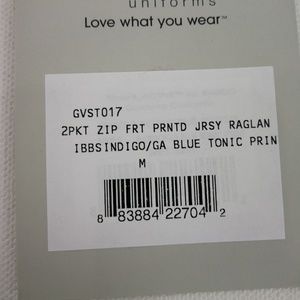 uniforms
Love what you wear™
GVST017
2PKT ZIP FRT PRNTD JRSY RAGLAN
IBBSINDIGO/GA BLUE TONIC PRIN
M
8 83884 22704 2